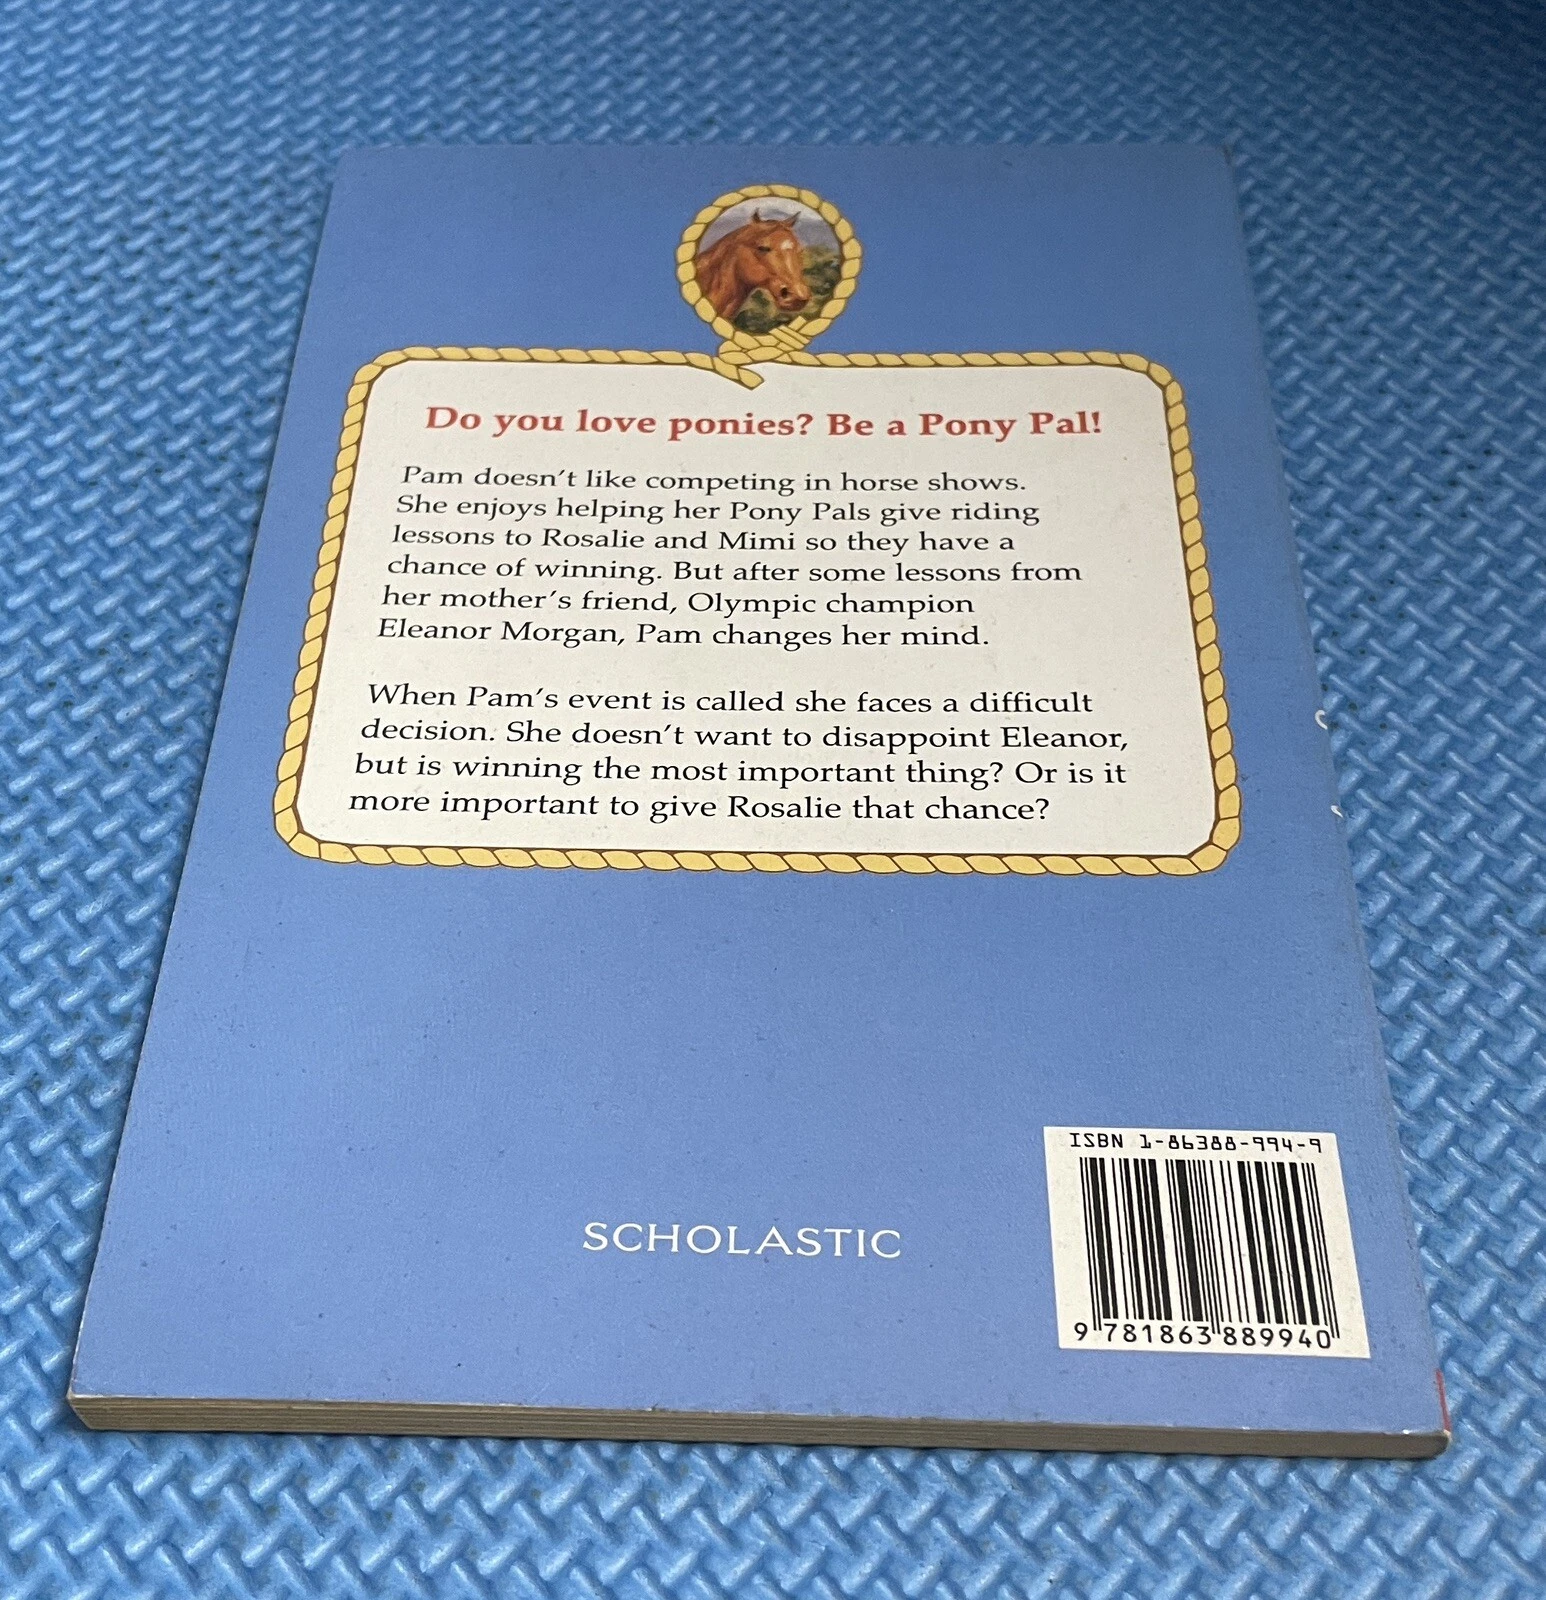 Do you love ponies? Be a Pony Pal!
Pam doesn't like competing in horse shows.
She enjoys helping her Pony Pals give riding
lessons to Rosalie and Mimi so they have a
chance of winning. But after some lessons from
her mother's friend, Olympic champion
Eleanor Morgan, Pam changes her mind.
When Pam's event is called she faces a difficult
decision. She doesn't want to disappoint Eleanor,
but is winning the most important thing? Or is it
more important to give Rosalie that chance?
ISBN 1-86388-994-9
SCHOLASTIC
9 781863 889940